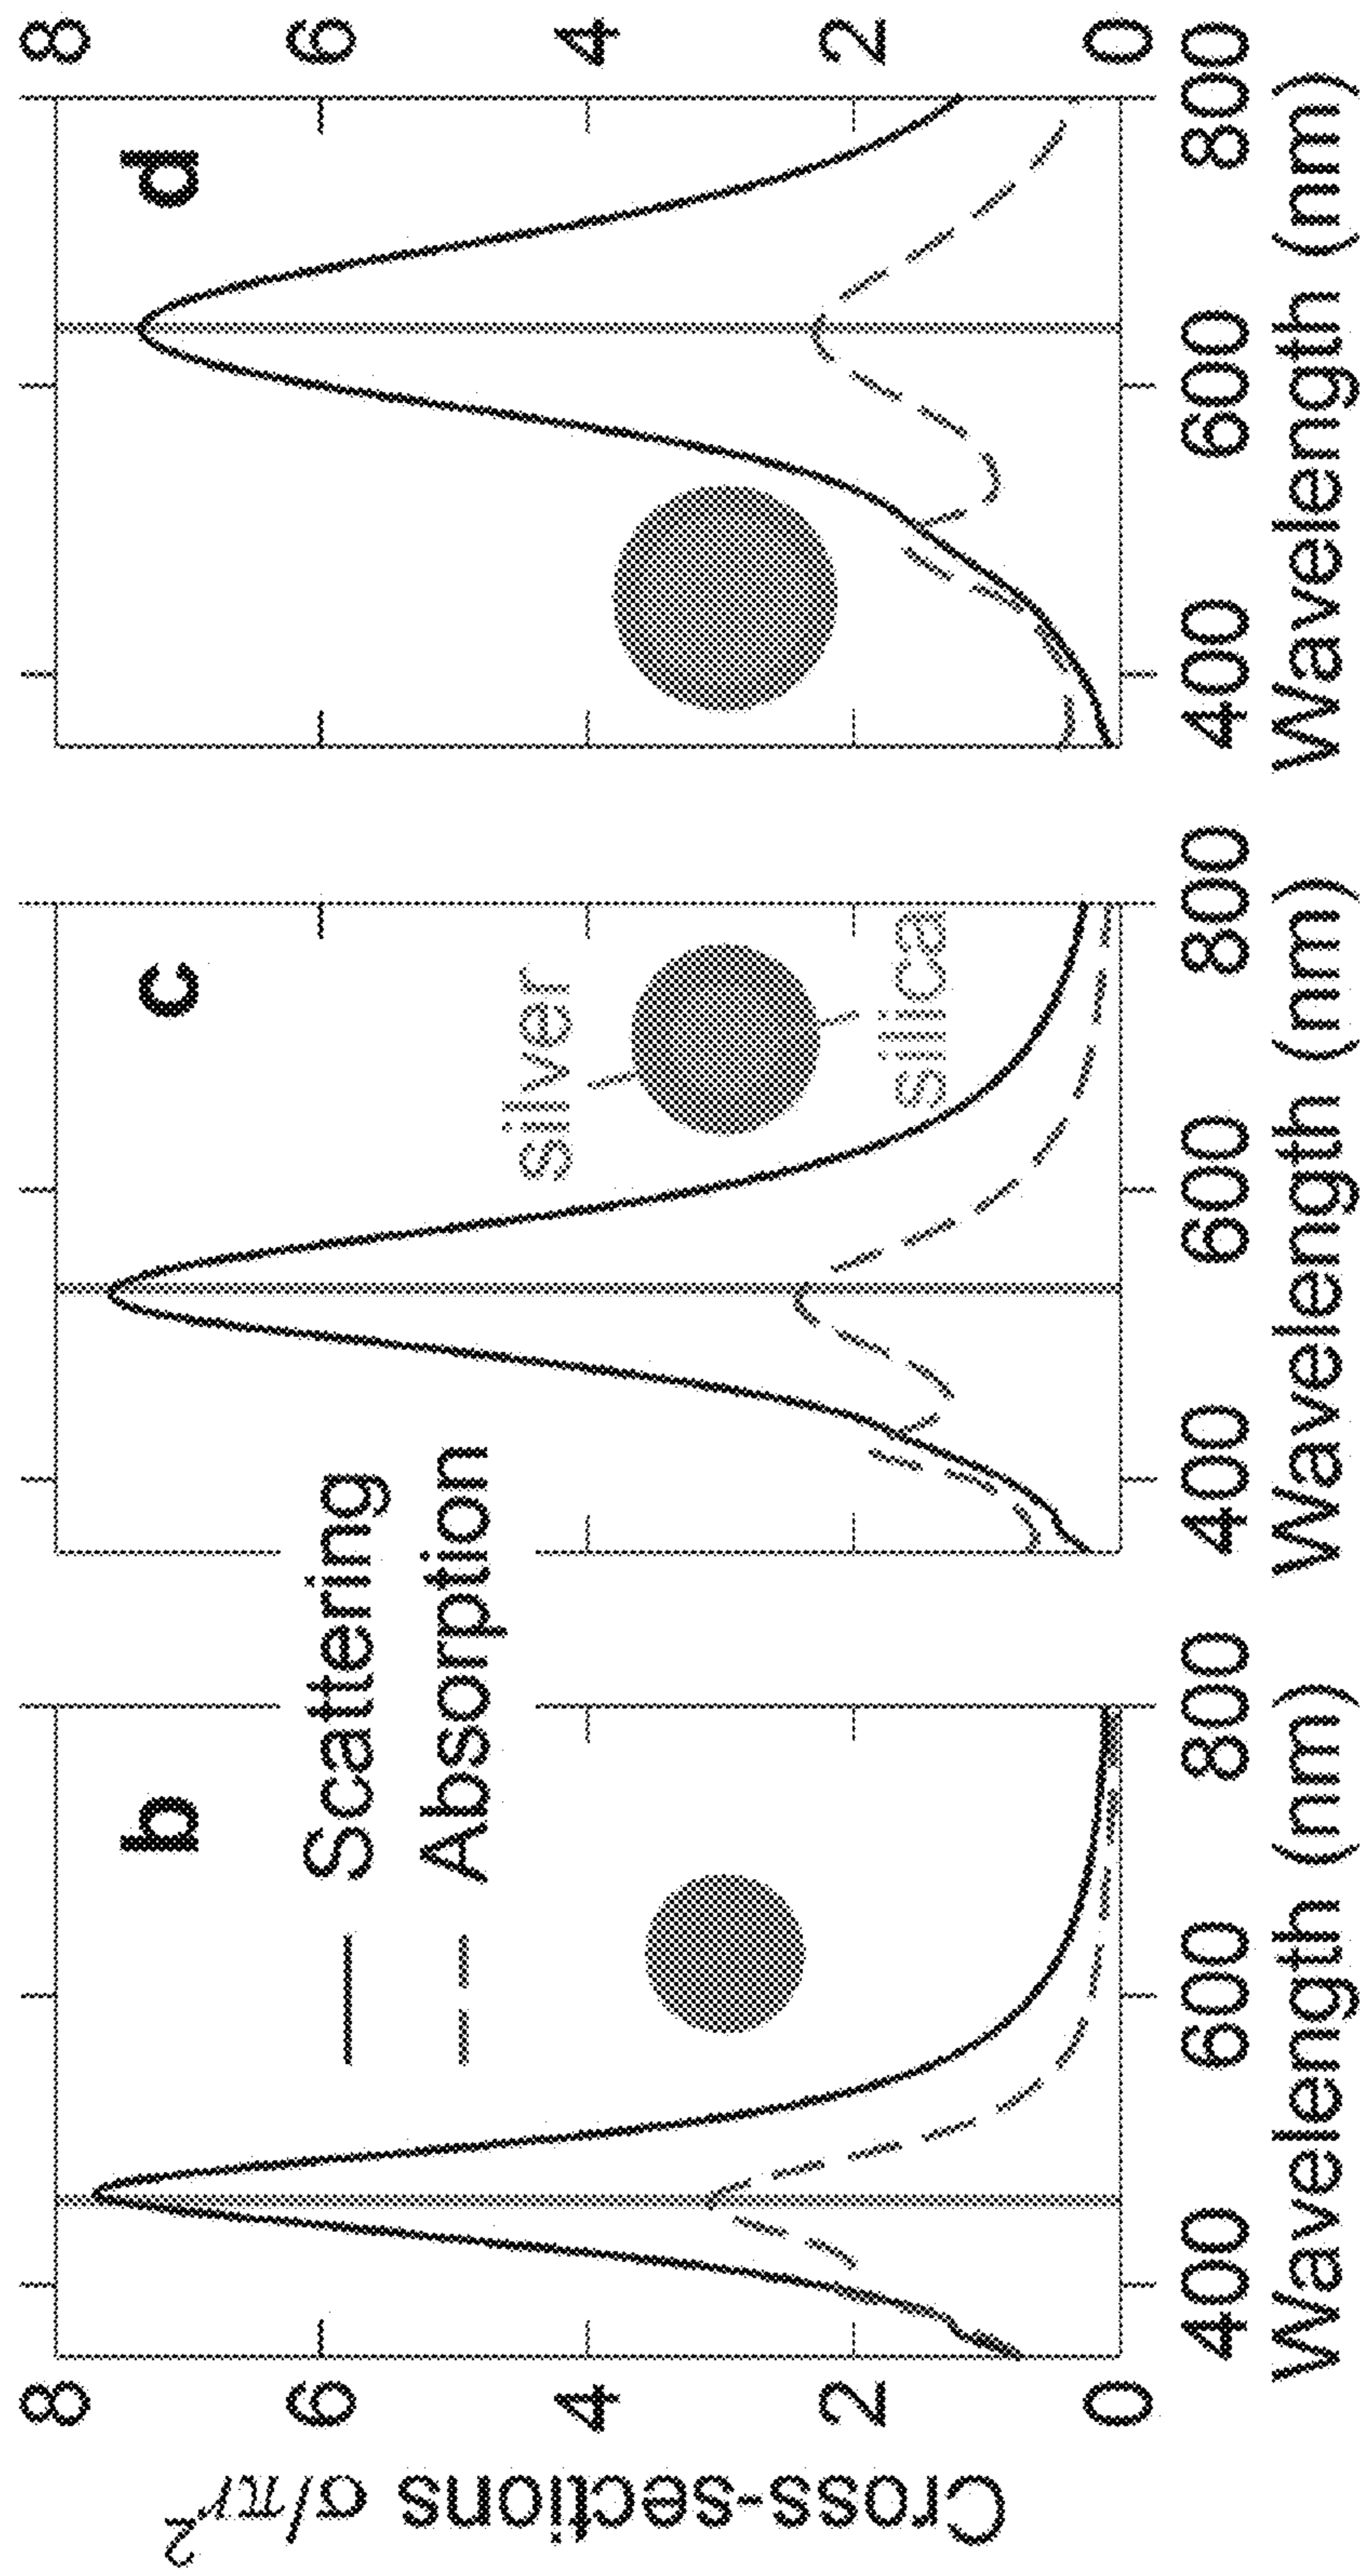 Cross-sections σ/πr²
8
6
4
2
0
b
Scattering
Absorption
400
600
800
Wavelength (nm)
c
silver
sillica
400
600
800
Wavelength (nm)
d
8
6
4
2
0
400
600
800
Wavelength (nm)